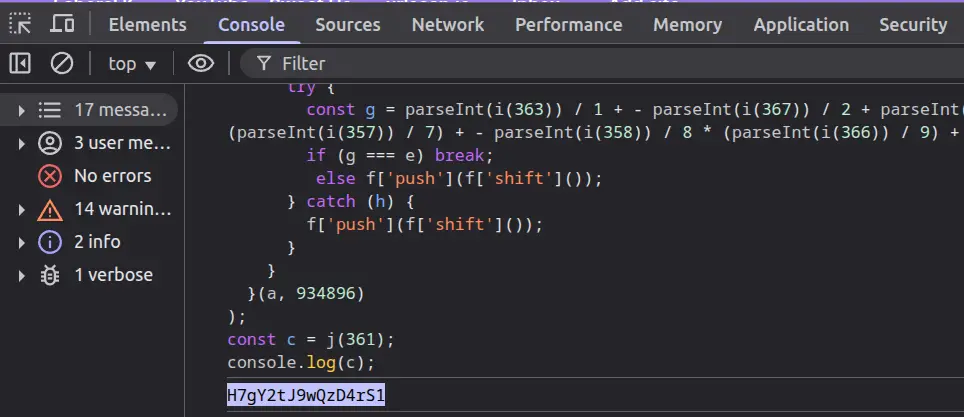 Elements Console Sources Network Performance Memory Application Security
top Filter
17 messa…
3 user me…
No errors
14 warnin…
2 info
1 verbose
try {
const g = parseInt(i(363)) / 1 + - parseInt(i(367)) / 2 + parseInt(
(parseInt(i(357)) / 7) + - parseInt(i(358)) / 8 * (parseInt(i(366)) / 9) +
if (g === e) break;
else f['push'](f['shift']());
} catch (h) {
f['push'](f['shift']());
}
}
}(a, 934896)
);
const c = j(361);
console.log(c);
H7gY2tJ9wQzD4rS1